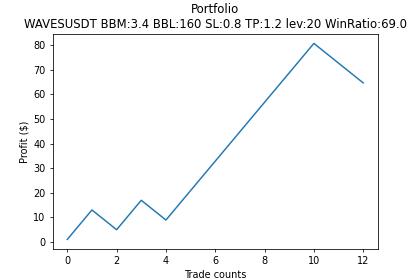 Portfolio
WAVESUSDT BBM:3.4 BBL:160 SL:0.8 TP:1.2 lev:20 WinRatio:69.0
80
70
60
50
40
30
20
10
0
Profit ($)
0 2 4 6 8 10 12
Trade counts